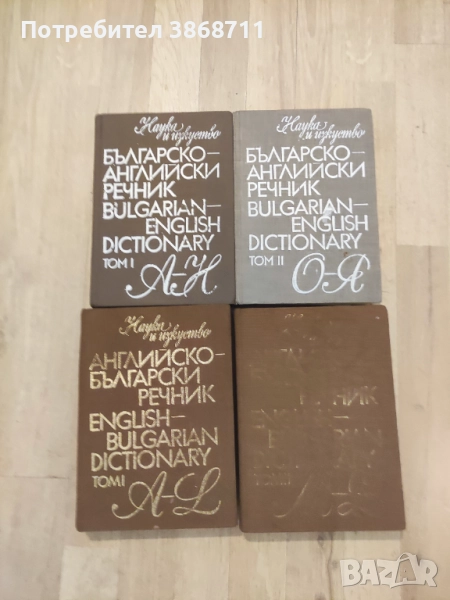 Потребител 3868711
Наука
и изкуство
БЪЛГАРСКО–
АНГЛИЙСКИ
РЕЧНИК
BULGARIAN–
ENGLISH
DICTIONARY
ТОМ I
А–Н
Наука
и изкуство
БЪЛГАРСКО–
АНГЛИЙСКИ
РЕЧНИК
BULGARIAN–
ENGLISH
DICTIONARY
ТОМ II
О–Я
Наука
и изкуство
АНГЛИЙСКО–
БЪЛГАРСКИ
РЕЧНИК
ENGLISH–
BULGARIAN
DICTIONARY
ТОМ I
A–L
РЕЧНИК
BAZAR